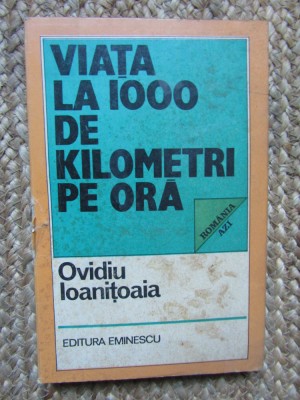 VIAȚA
LA 1000
DE
KILOMETRI
PE ORĂ
ROMÂNIA
AZI
Ovidiu
Ioanițoaia
EDITURA EMINESCU